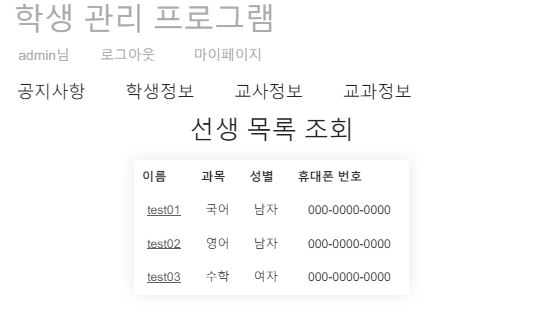 학생 관리 프로그램
admin님 로그아웃 마이페이지
공지사항 학생정보 교사정보 교과정보
선생 목록 조회
이름 과목 성별 휴대폰 번호
test01 국어 남자 000-0000-0000
test02 영어 남자 000-0000-0000
test03 수학 여자 000-0000-0000